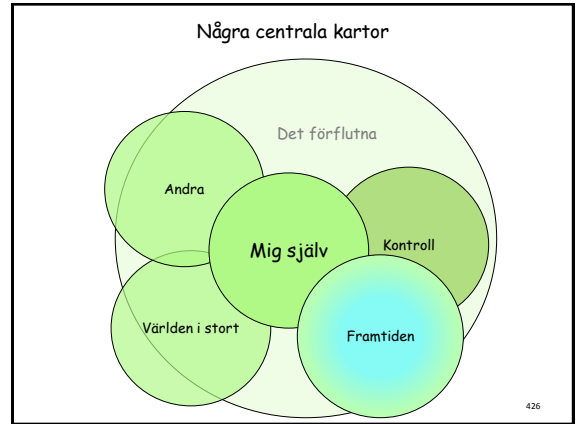 Några centrala kartor
Det förflutna
Andra
Mig själv
Kontroll
Världen i stort
Framtiden
426